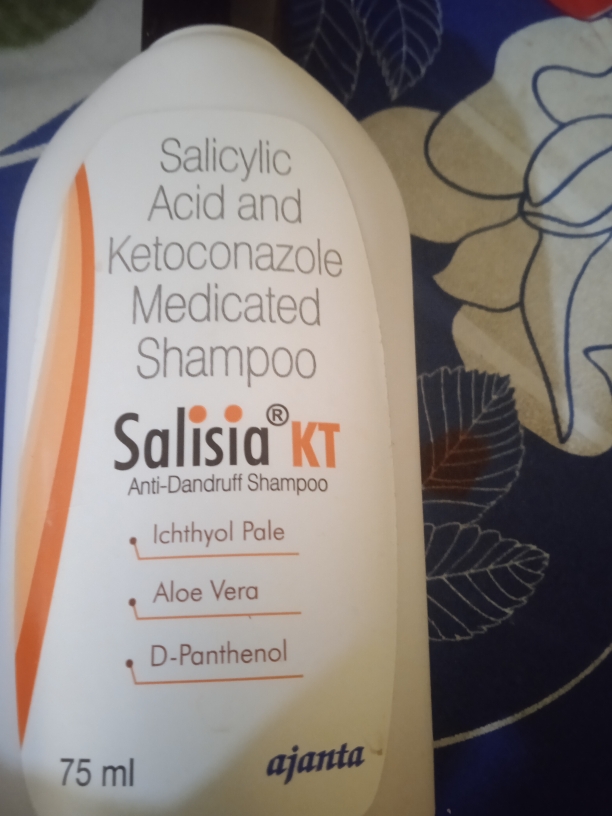 Salicylic
Acid and
Ketoconazole
Medicated
Shampoo
Salisia® KT
Anti-Dandruff Shampoo
Ichthyol Pale
Aloe Vera
D-Panthenol
75 ml
ajanta